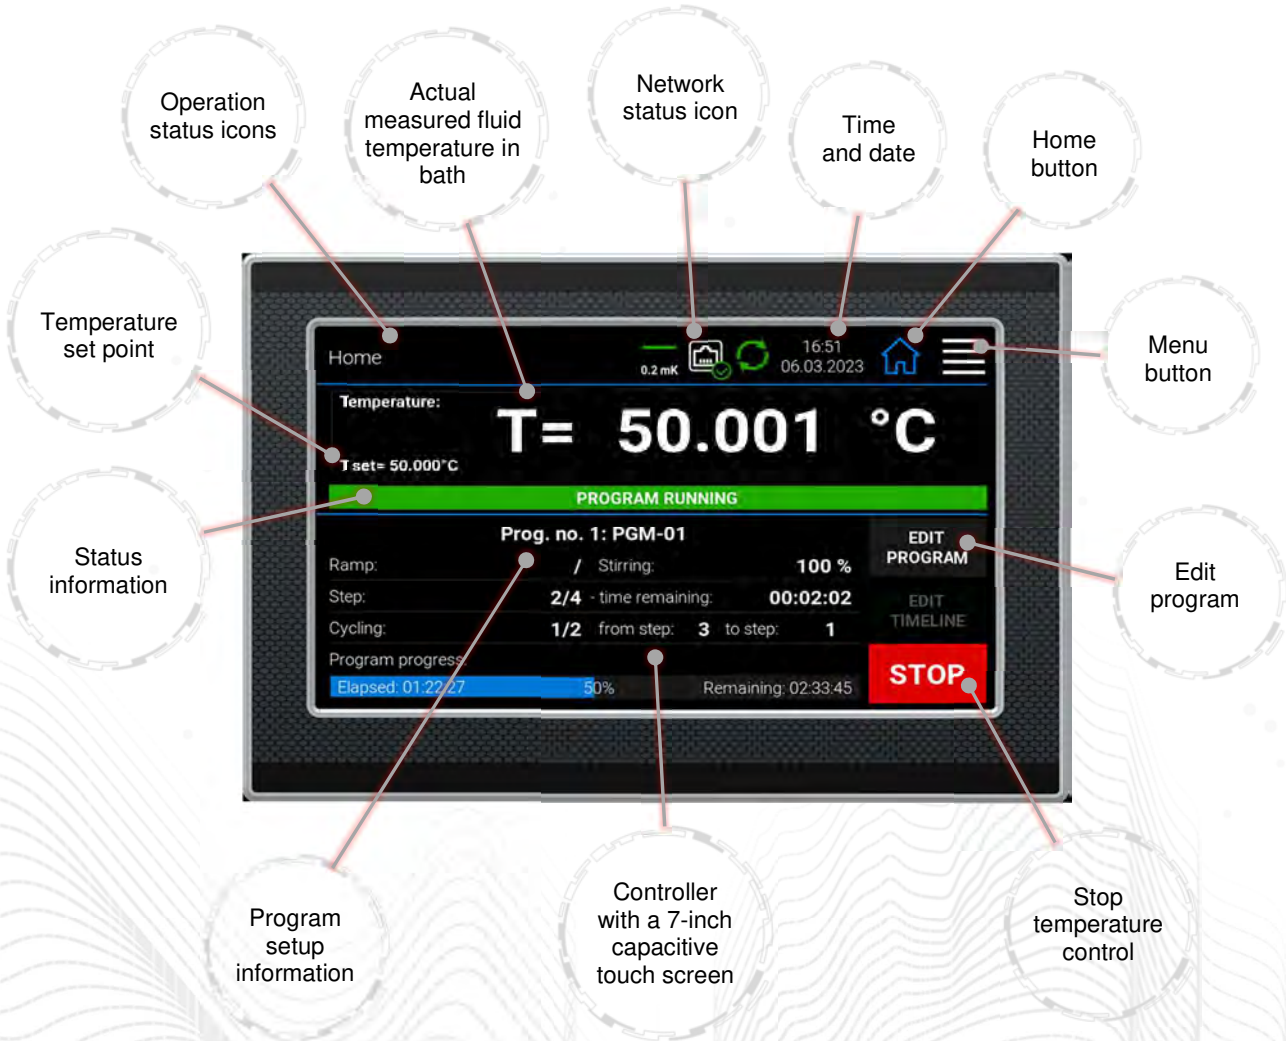 Operation
status icons
Actual
measured fluid
temperature in
bath
Network
status icon
Time
and date
Home
button
Temperature
set point
Menu
button
Status
information
Edit
program
Home
0.2 mK
16:51
06.03.2023
Temperature:
T= 50.001 °C
T set= 50.000°C
PROGRAM RUNNING
Prog. no. 1: PGM-01
Ramp: / Stirring: 100 %
Step: 2/4 - time remaining: 00:02:02
Cycling: 1/2 from step: 3 to step: 1
Program progress:
Elapsed: 01:22:27 50% Remaining: 02:33:45
EDIT
PROGRAM
EDIT
TIMELINE
STOP
Program
setup
information
Controller
with a 7-inch
capacitive
touch screen
Stop
temperature
control